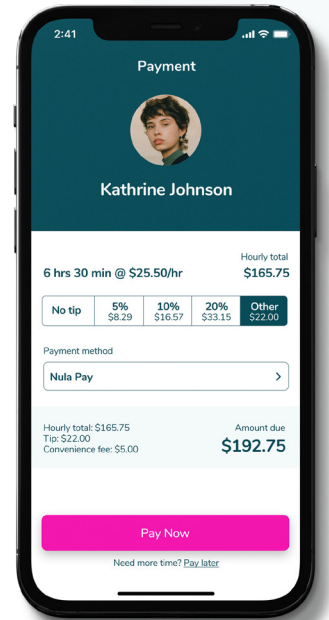 2:41
Payment
Kathrine Johnson
Hourly total
6 hrs 30 min @ $25.50/hr $165.75
No tip 5% 10% 20% Other
$8.29 $16.57 $33.15 $22.00
Payment method
Nula Pay
Hourly total: $165.75 Amount due
Tip: $22.00
Convenience fee: $5.00 $192.75
Pay Now
Need more time? Pay later